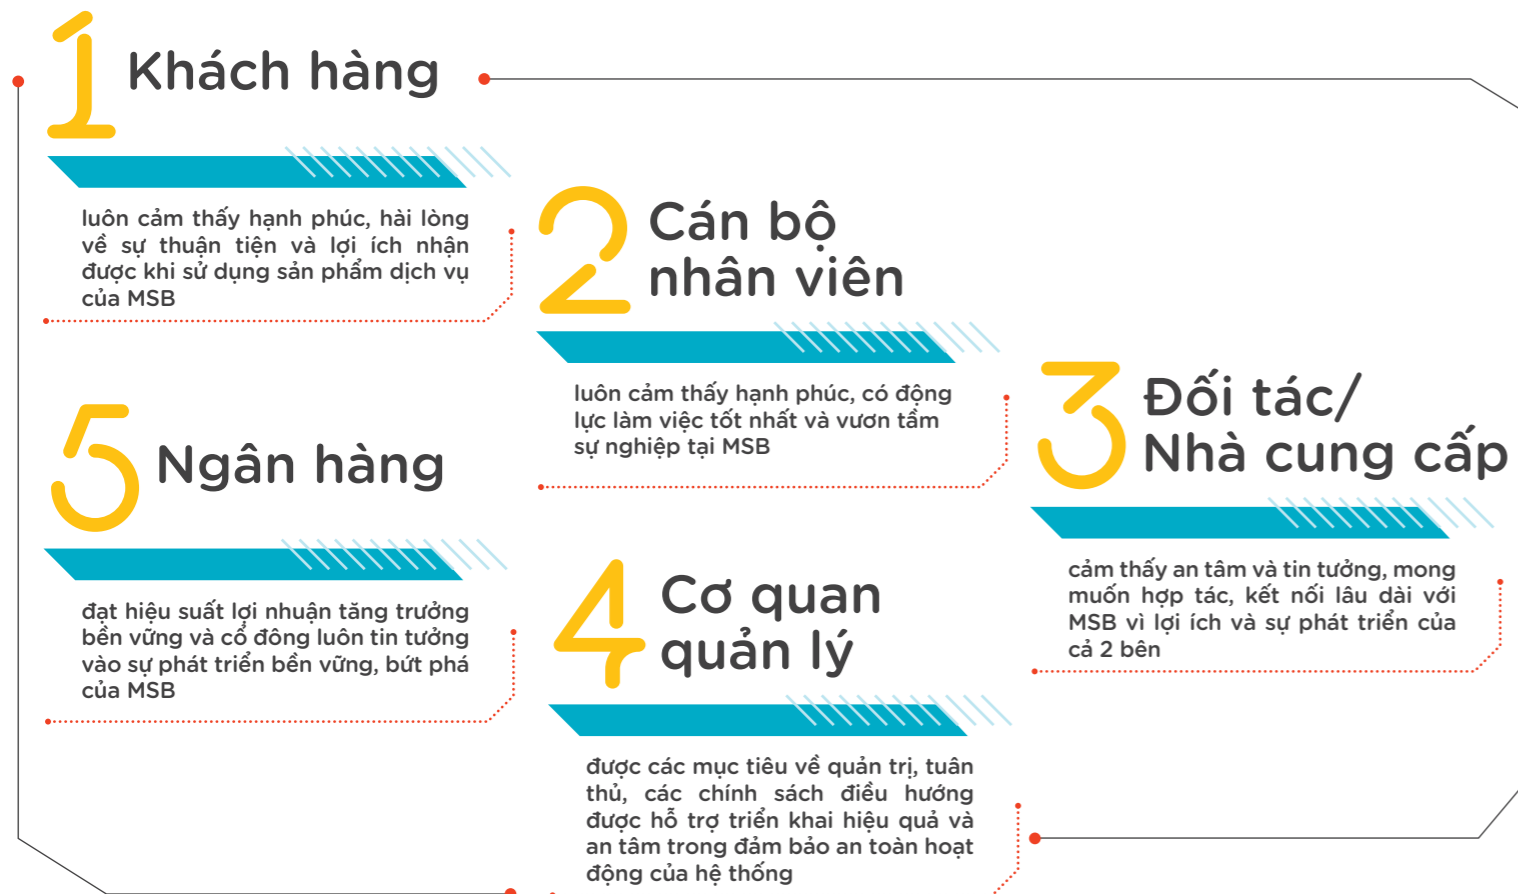 1
Khách hàng
luôn cảm thấy hạnh phúc, hài lòng
về sự thuận tiện và lợi ích nhận
được khi sử dụng sản phẩm dịch vụ
của MSB
2
Cán bộ
nhân viên
luôn cảm thấy hạnh phúc, có động
lực làm việc tốt nhất và vươn tầm
sự nghiệp tại MSB
3
Đối tác/
Nhà cung cấp
cảm thấy an tâm và tin tưởng, mong
muốn hợp tác, kết nối lâu dài với
MSB vì lợi ích và sự phát triển của
cả 2 bên
4
Cơ quan
quản lý
được các mục tiêu về quản trị, tuân
thủ, các chính sách điều hướng
được hỗ trợ triển khai hiệu quả và
an tâm trong đảm bảo an toàn hoạt
động của hệ thống
5
Ngân hàng
đạt hiệu suất lợi nhuận tăng trưởng
bền vững và cổ đông luôn tin tưởng
vào sự phát triển bền vững, bứt phá
của MSB